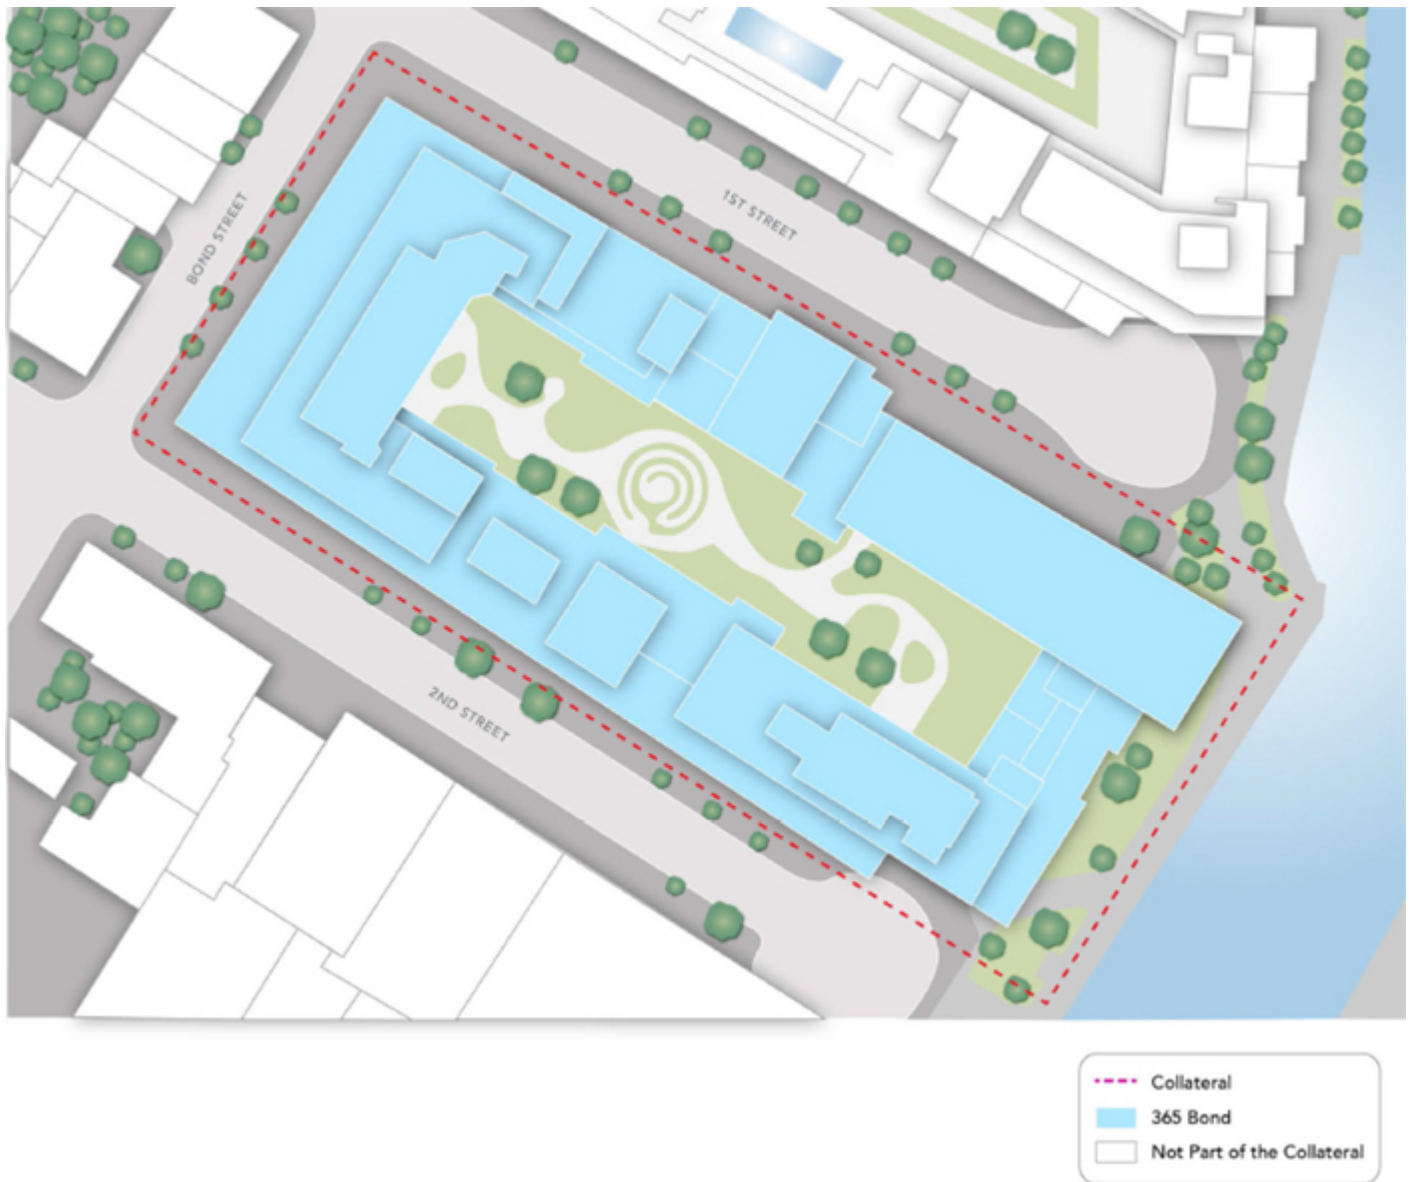 1ST STREET
BOND STREET
2ND STREET
Collateral
365 Bond
Not Part of the Collateral